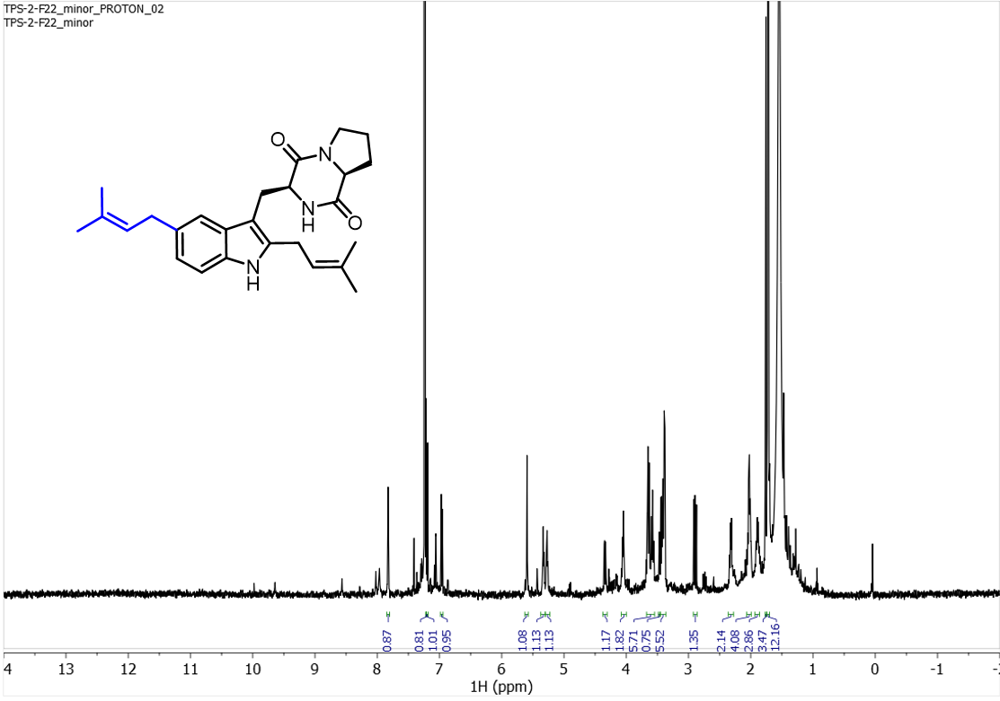 TPS-2-F22_minor_PROTON_02
TPS-2-F22_minor
O
N
N
H
O
N
H
0.87
0.81
1.01
0.95
1.08
1.13
1.13
1.17
1.82
5.71
0.75
5.52
1.35
2.14
4.08
2.86
3.47
12.16
4 13 12 11 10 9 8 7 6 5 4 3 2 1 0 -1 -2
1H (ppm)